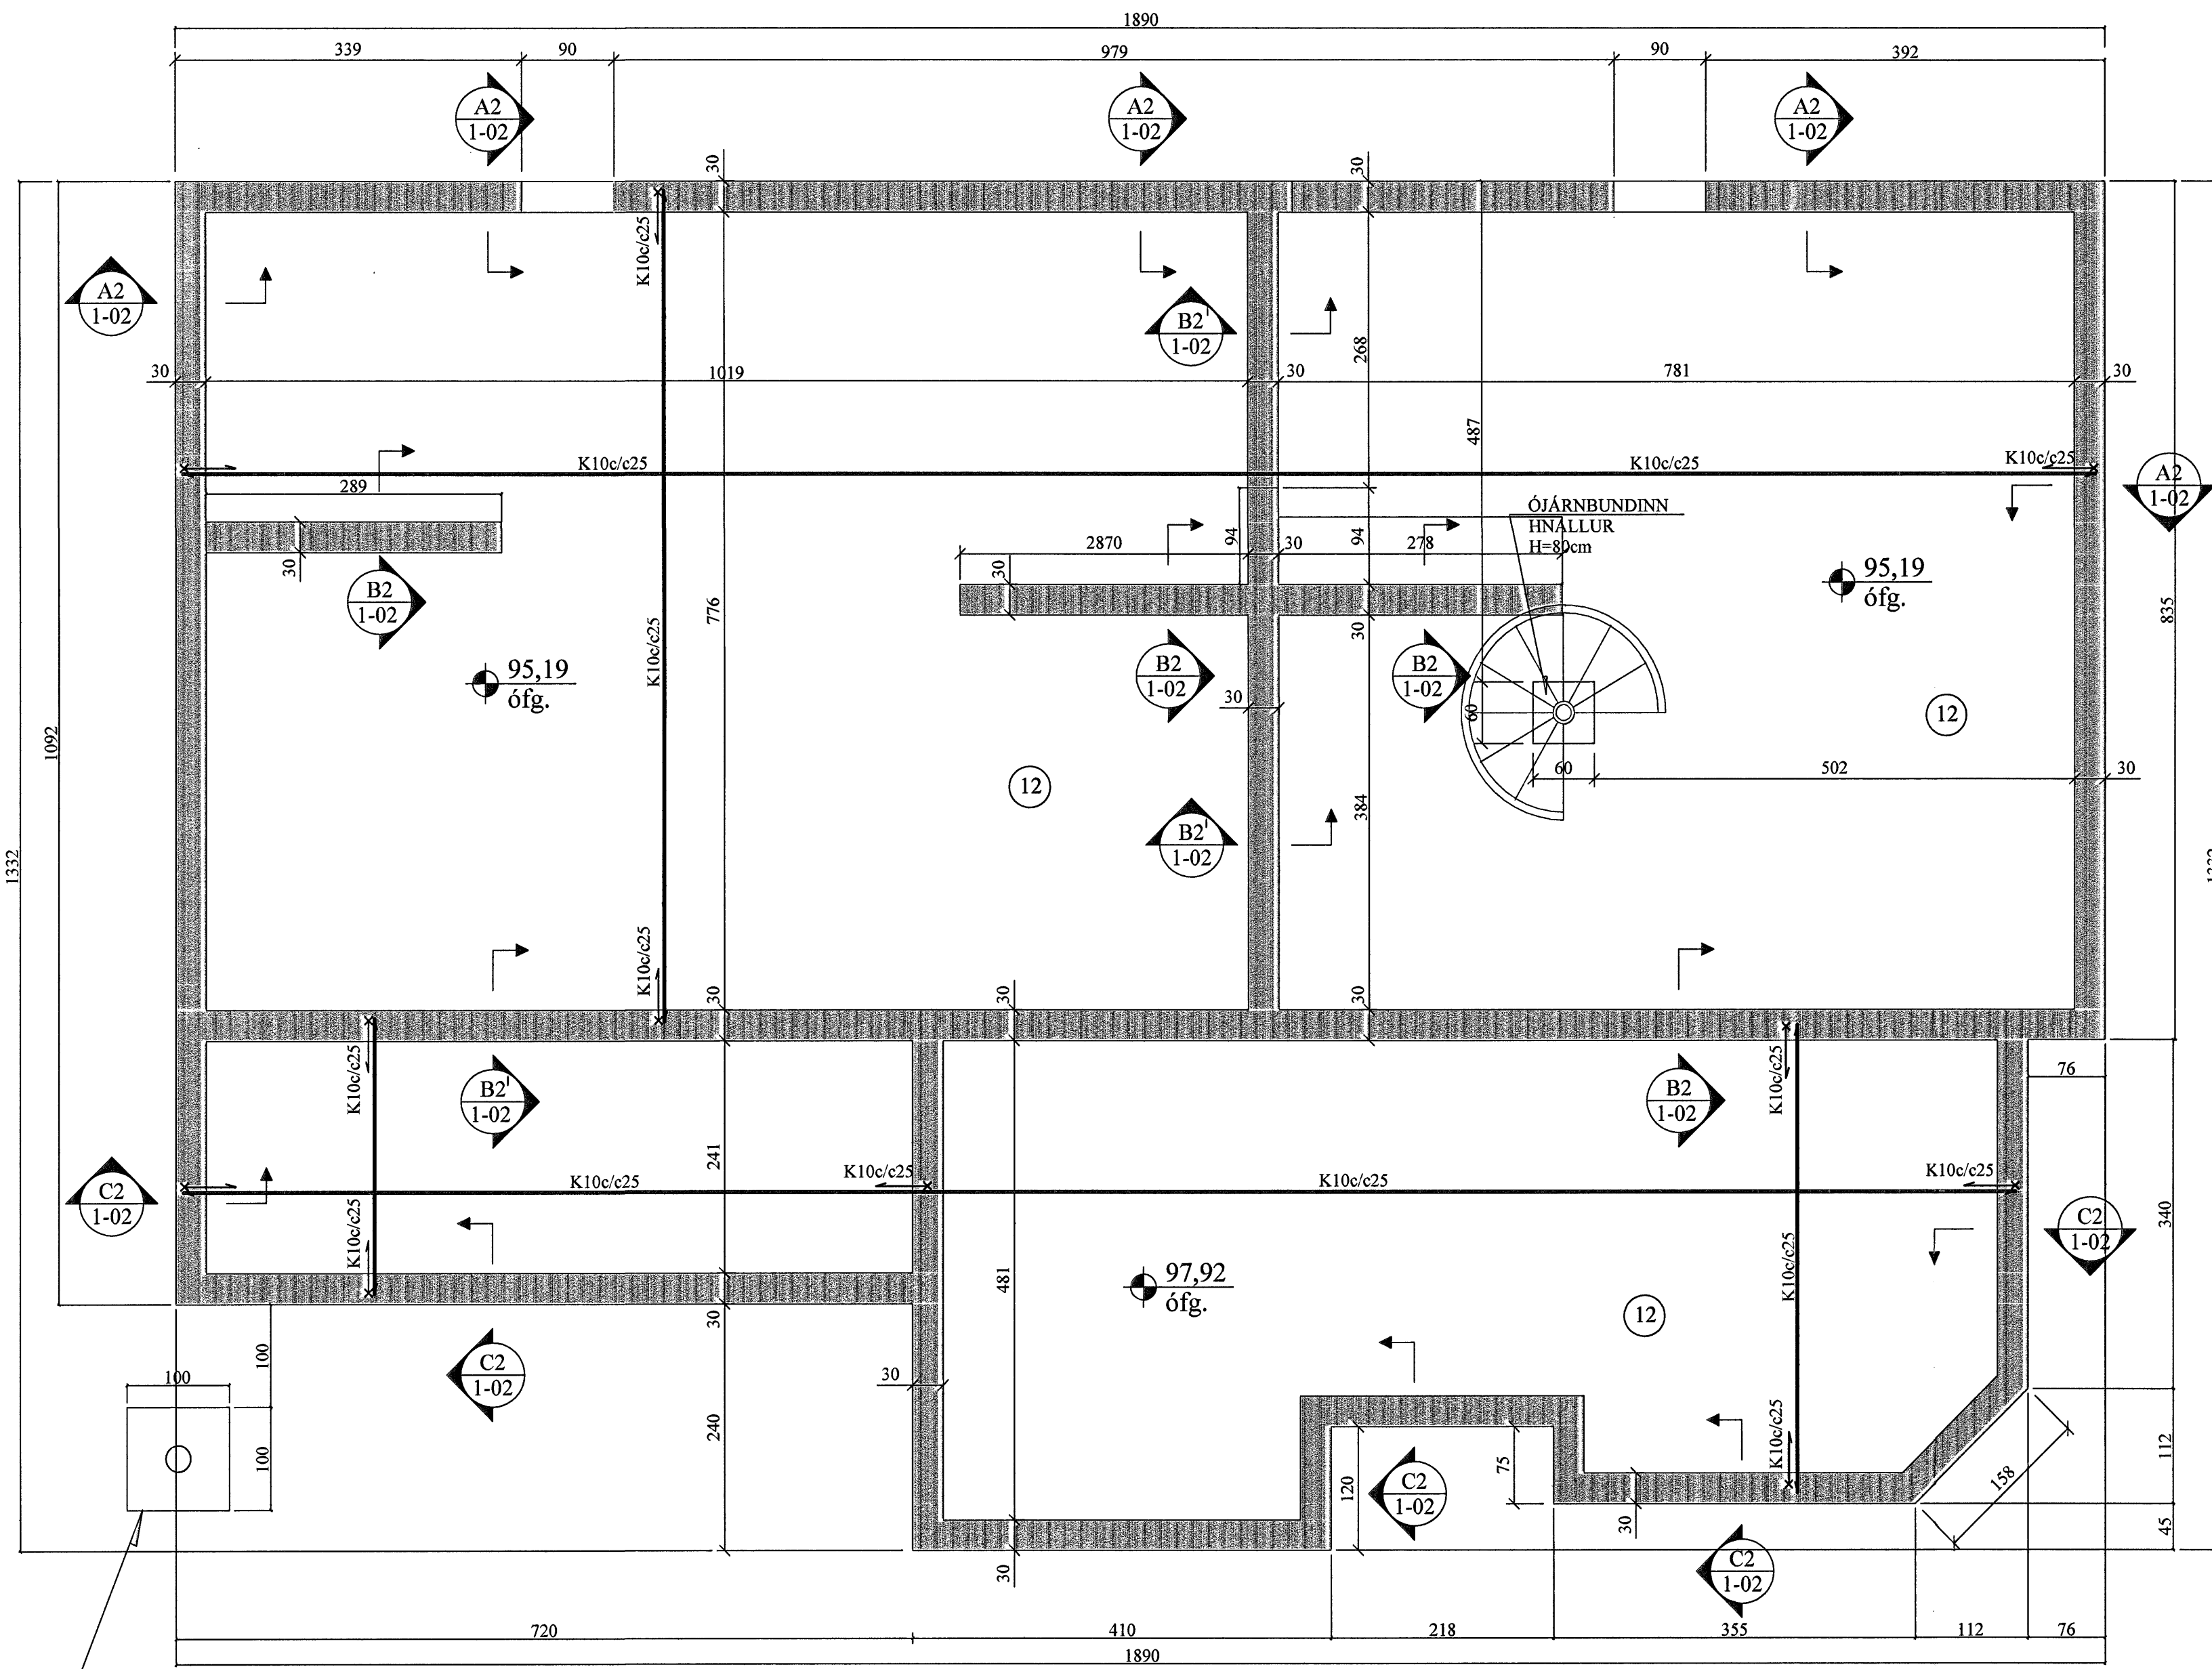 1890
339
90
979
90
392
A2
1-02
A2
1-02
A2
1-02
30
30
K10c/c25
A2
1-02
B2'
1-02
268
30
1019
30
781
30
487
K10c/c25
K10c/c25
K10c/c25
A2
1-02
289
ÓJÁRNBUNDINN
HNALLUR
H=80cm
94
94
2870
30
278
30
30
B2
1-02
95,19
ófg.
776
K10c/c25
835
30
B2
1-02
B2
1-02
95,19
ófg.
30
60
12
1092
12
60
502
30
384
B2'
1-02
1332
1332
K10c/c25
30
30
30
K10c/c25
K10c/c25
76
B2'
1-02
B2
1-02
241
K10c/c25
K10c/c25
K10c/c25
K10c/c25
C2
1-02
K10c/c25
340
C2
1-02
K10c/c25
481
97,92
ófg.
12
30
100
C2
1-02
30
100
240
100
K10c/c25
112
75
120
C2
1-02
158
30
45
C2
1-02
30
720
410
218
355
112
76
1890